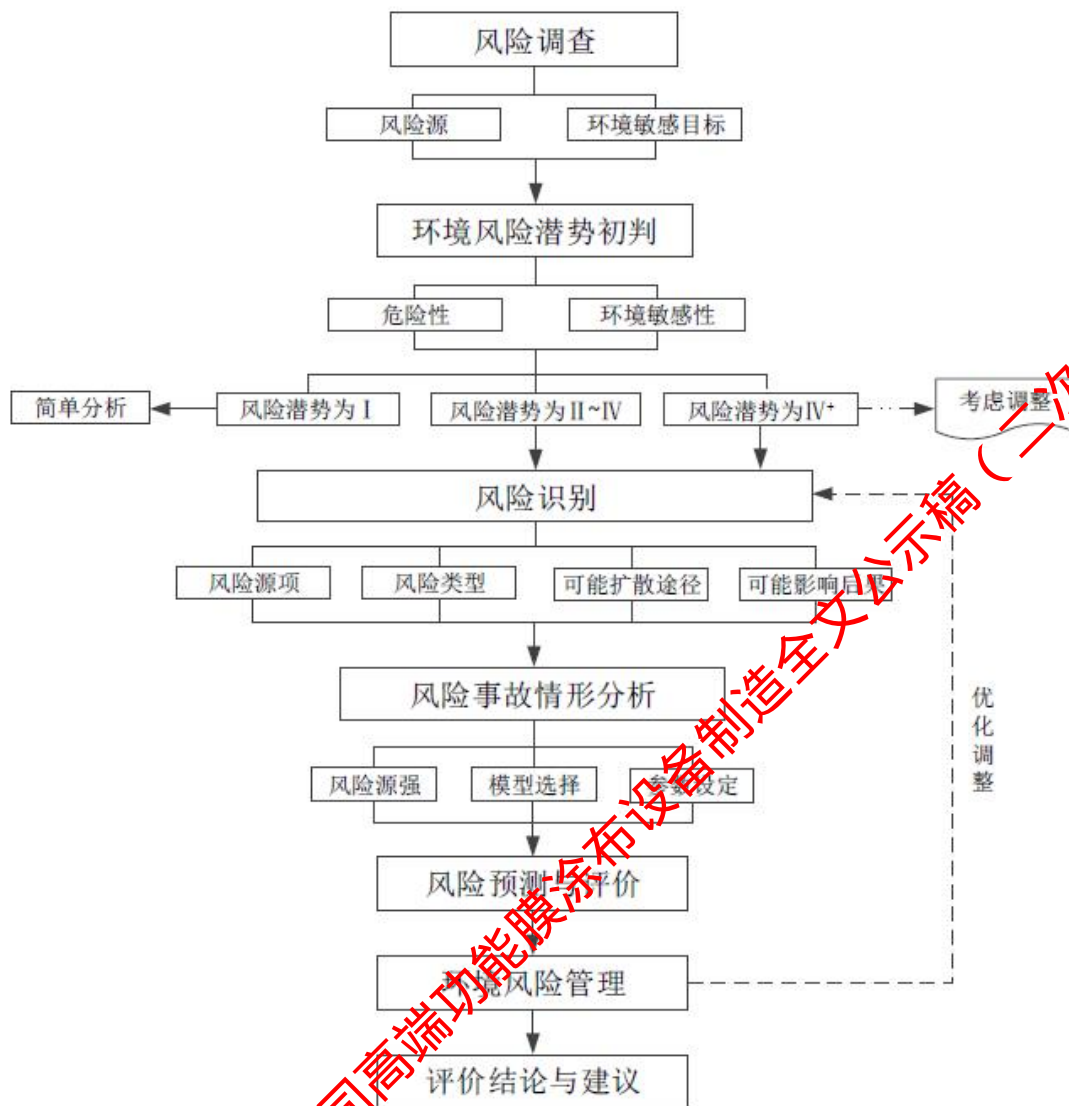 风险调查
风险源
环境敏感目标
环境风险潜势初判
危险性
环境敏感性
简单分析
风险潜势为Ⅰ
风险潜势为Ⅱ~Ⅳ
风险潜势为Ⅳ+
考虑调整
风险识别
风险源项
风险类型
可能扩散途径
可能影响后果
风险事故情形分析
风险源强
模型选择
参数设定
优化调整
风险预测与评价
环境风险管理
评价结论与建议
同高端功能膜涂布设备制造全文公示稿（二次